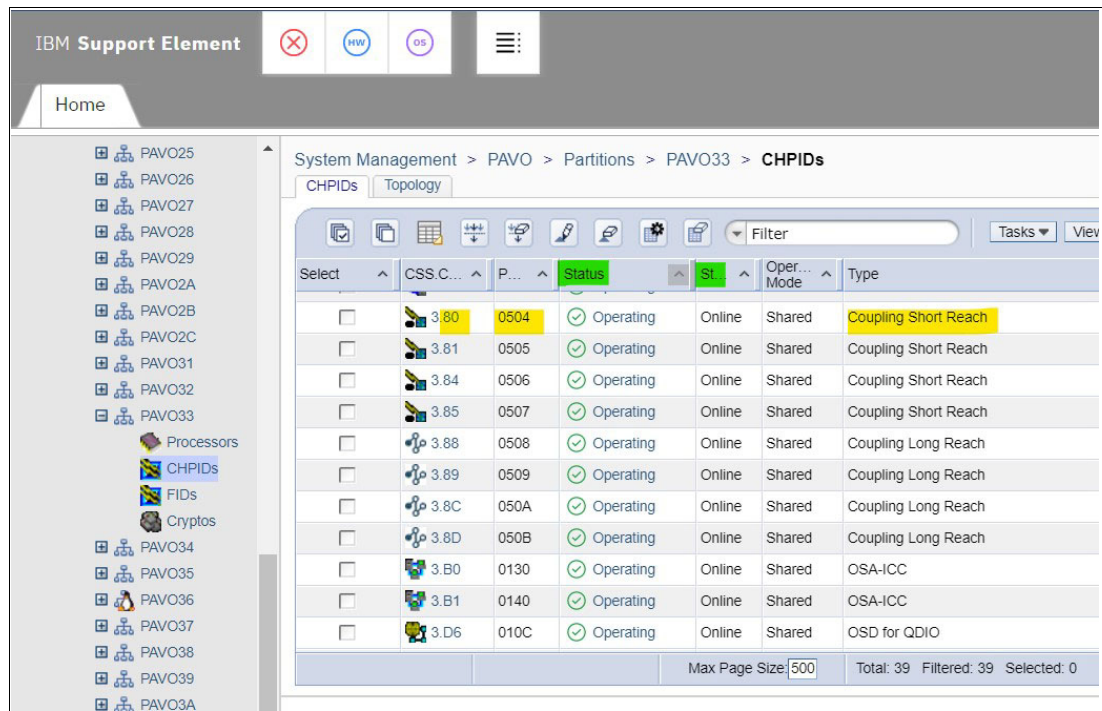 IBM Support Element
HW
OS
Home
PAVO25
PAVO26
PAVO27
PAVO28
PAVO29
PAVO2A
PAVO2B
PAVO2C
PAVO31
PAVO32
PAVO33
Processors
CHPIDs
FIDs
Cryptos
PAVO34
PAVO35
PAVO36
PAVO37
PAVO38
PAVO39
PAVO3A
System Management > PAVO > Partitions > PAVO33 > CHPIDs
CHPIDs Topology
Filter Tasks View
Select CSS.C... P... Status St... Oper... Mode Type
3.80 0504 Operating Online Shared Coupling Short Reach
3.81 0505 Operating Online Shared Coupling Short Reach
3.84 0506 Operating Online Shared Coupling Short Reach
3.85 0507 Operating Online Shared Coupling Short Reach
3.88 0508 Operating Online Shared Coupling Long Reach
3.89 0509 Operating Online Shared Coupling Long Reach
3.8C 050A Operating Online Shared Coupling Long Reach
3.8D 050B Operating Online Shared Coupling Long Reach
3.B0 0130 Operating Online Shared OSA-ICC
3.B1 0140 Operating Online Shared OSA-ICC
3.D6 010C Operating Online Shared OSD for QDIO
Max Page Size: 500 Total: 39 Filtered: 39 Selected: 0